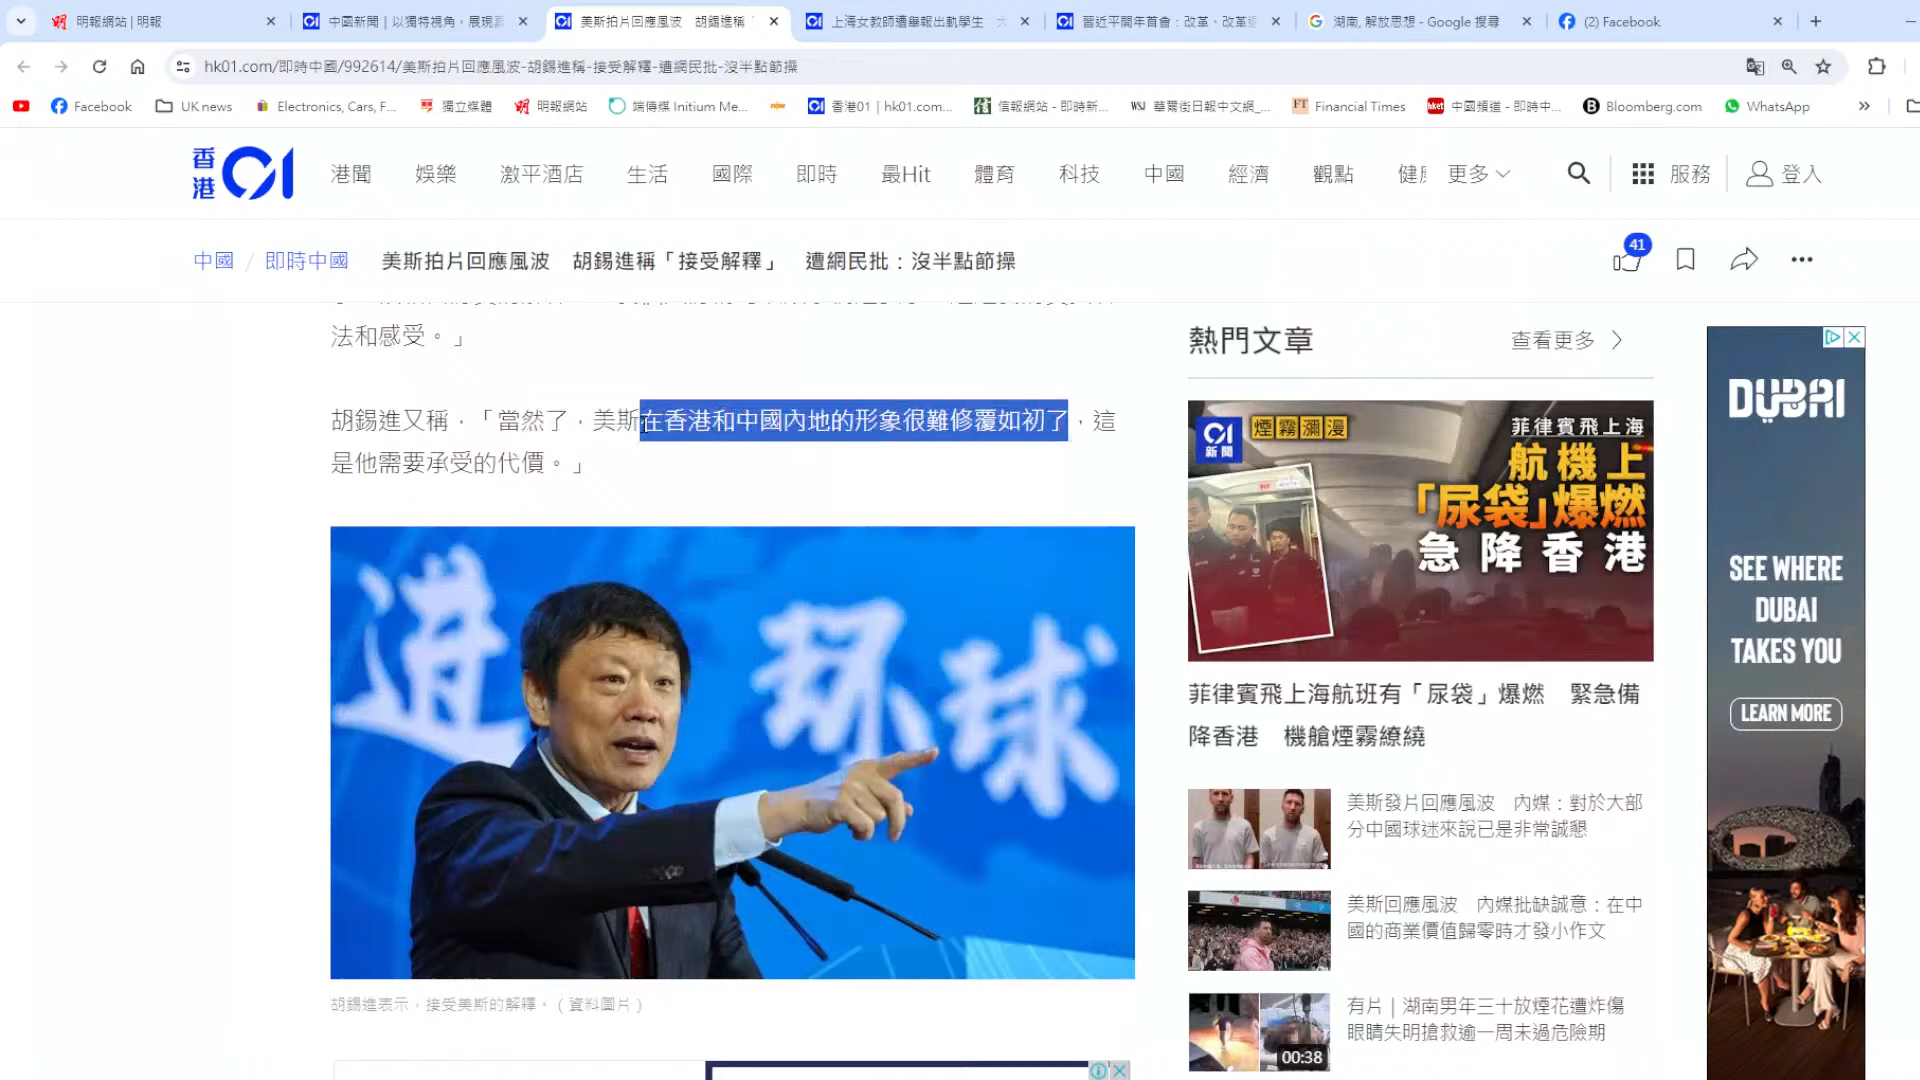 明報網站 | 明報
中國新聞｜以獨特視角，展現
美斯拍片回應風波　胡錫進稱
上海女教師遭舉報出軌學生
習近平開年首會：改革、改革
湖南, 解放思想 - Google 搜尋
(2) Facebook
hk01.com/即時中國/992614/美斯拍片回應風波-胡錫進稱-接受解釋-遭網民批-沒半點節操
Facebook
UK news
Electronics, Cars, F...
獨立媒體
明報網站
端傳媒 Initium Me...
香港01 | hk01.com...
信報網站 - 即時新...
WSJ
華爾街日報中文網_...
FT
Financial Times
hket
中國頻道 - 即時中...
Bloomberg.com
WhatsApp
香港01
港聞
娛樂
激平酒店
生活
國際
即時
最Hit
體育
科技
中國
經濟
觀點
健
更多
服務
登入
中國 / 即時中國
美斯拍片回應風波　胡錫進稱「接受解釋」　遭網民批：沒半點節操
41
法和感受。」
胡錫進又稱，「當然了，美斯在香港和中國內地的形象很難修覆如初了，這
是他需要承受的代價。」
进 环球
胡錫進表示，接受美斯的解釋。（資料圖片）
熱門文章
查看更多
01
新聞
煙霧瀰漫
菲律賓飛上海
航機上
「尿袋」爆燃
急降香港
菲律賓飛上海航班有「尿袋」爆燃　緊急備
降香港　機艙煙霧繚繞
美斯發片回應風波　內媒：對於大部
分中國球迷來說已是非常誠懇
美斯回應風波　內媒批缺誠意：在中
國的商業價值歸零時才發小作文
有片｜湖南男年三十放煙花遭炸傷
眼睛失明搶救逾一周未過危險期
00:38
DUBAI
SEE WHERE
DUBAI
TAKES YOU
LEARN MORE